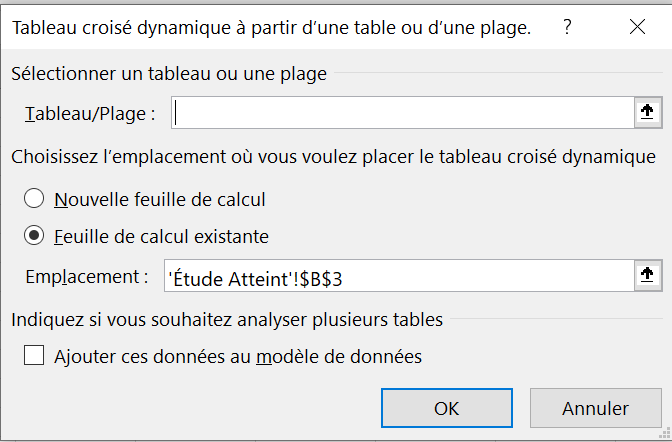 Tableau croisé dynamique à partir d’une table ou d’une plage. ?
Sélectionner un tableau ou une plage
Tableau/Plage :
Choisissez l’emplacement où vous voulez placer le tableau croisé dynamique
Nouvelle feuille de calcul
Feuille de calcul existante
Emplacement : 'Étude Atteint'!$B$3
Indiquez si vous souhaitez analyser plusieurs tables
Ajouter ces données au modèle de données
OK Annuler